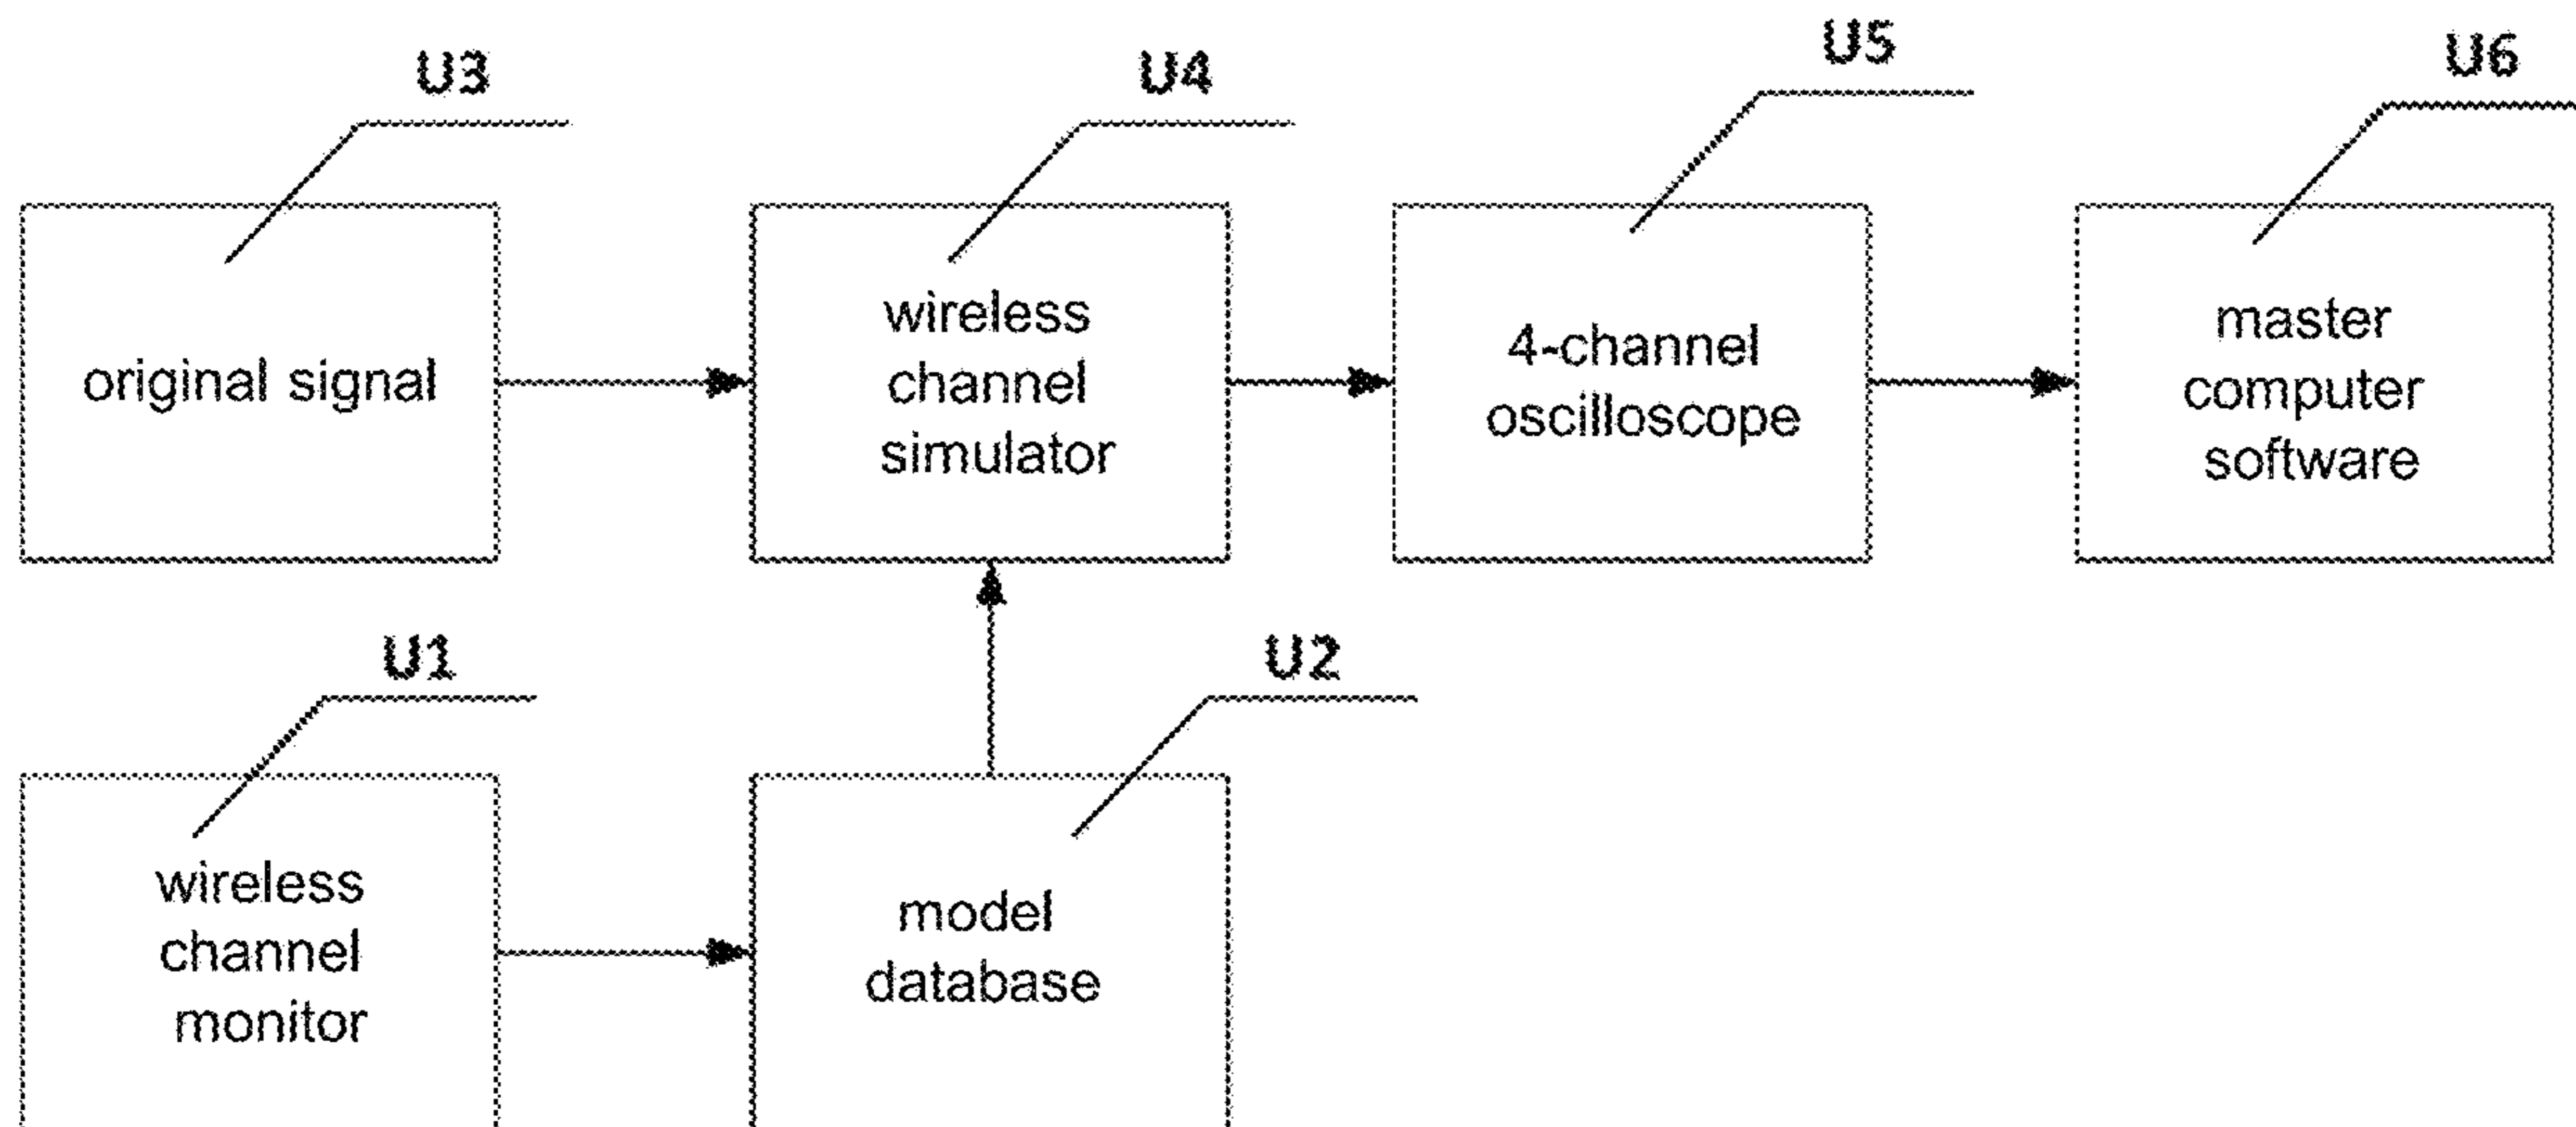 U3
U4
U5
U6
original signal
wireless
channel
simulator
4-channel
oscilloscope
master
computer
software
U1
U2
wireless
channel
monitor
model
database